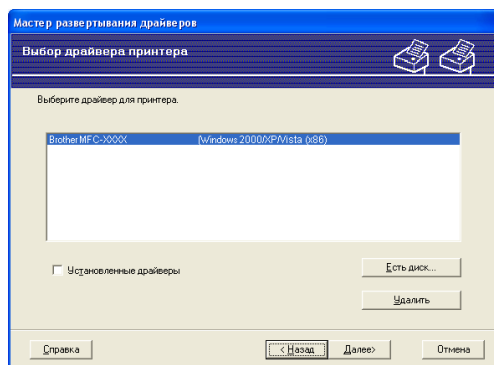 Мастер развертывания драйверов
Выбор драйвера принтера
Выберите драйвер для принтера.
Brother MFC-XXXX (Windows 2000/XP/Vista (x86)
Установленные драйверы
Есть диск...
Удалить
Справка
< Назад
Далее>
Отмена